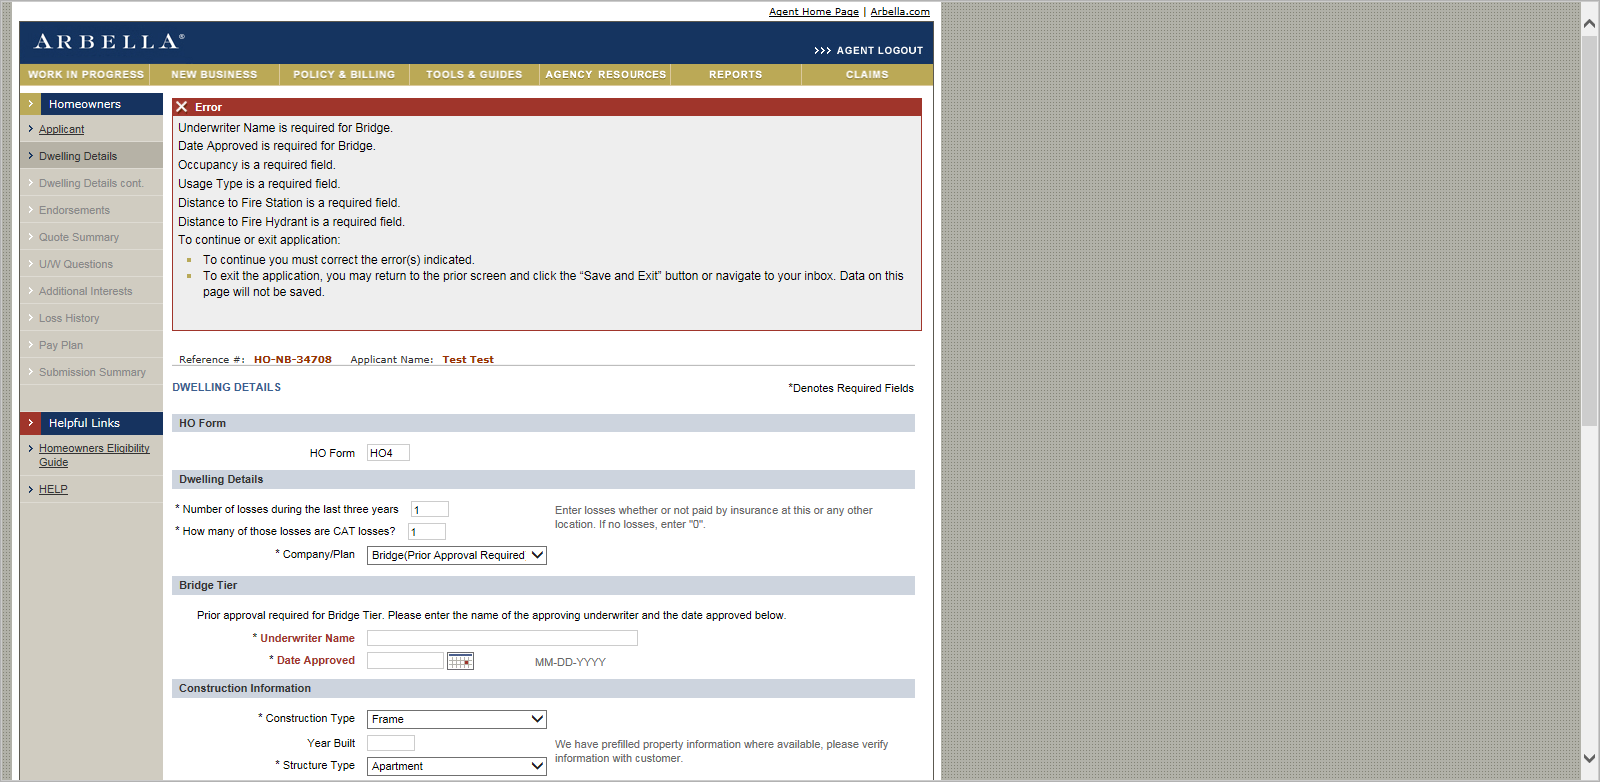 Agent Home Page | Arbella.com
ARBELLA®
>>> AGENT LOGOUT
WORK IN PROGRESS NEW BUSINESS POLICY & BILLING TOOLS & GUIDES AGENCY RESOURCES REPORTS CLAIMS
Homeowners
Applicant
Dwelling Details
Dwelling Details cont.
Endorsements
Quote Summary
U/W Questions
Additional Interests
Loss History
Pay Plan
Submission Summary
Helpful Links
Homeowners Eligibility
Guide
HELP
Error
Underwriter Name is required for Bridge.
Date Approved is required for Bridge.
Occupancy is a required field.
Usage Type is a required field.
Distance to Fire Station is a required field.
Distance to Fire Hydrant is a required field.
To continue or exit application:
To continue you must correct the error(s) indicated.
To exit the application, you may return to the prior screen and click the “Save and Exit” button or navigate to your inbox. Data on this
page will not be saved.
Reference #: HO-NB-34708 Applicant Name: Test Test
DWELLING DETAILS
*Denotes Required Fields
HO Form
HO Form HO4
Dwelling Details
* Number of losses during the last three years 1
Enter losses whether or not paid by insurance at this or any other
location. If no losses, enter "0".
* How many of those losses are CAT losses? 1
* Company/Plan Bridge(Prior Approval Required
Bridge Tier
Prior approval required for Bridge Tier. Please enter the name of the approving underwriter and the date approved below.
* Underwriter Name
* Date Approved MM-DD-YYYY
Construction Information
* Construction Type Frame
Year Built
We have prefilled property information where available, please verify
information with customer.
* Structure Type Apartment